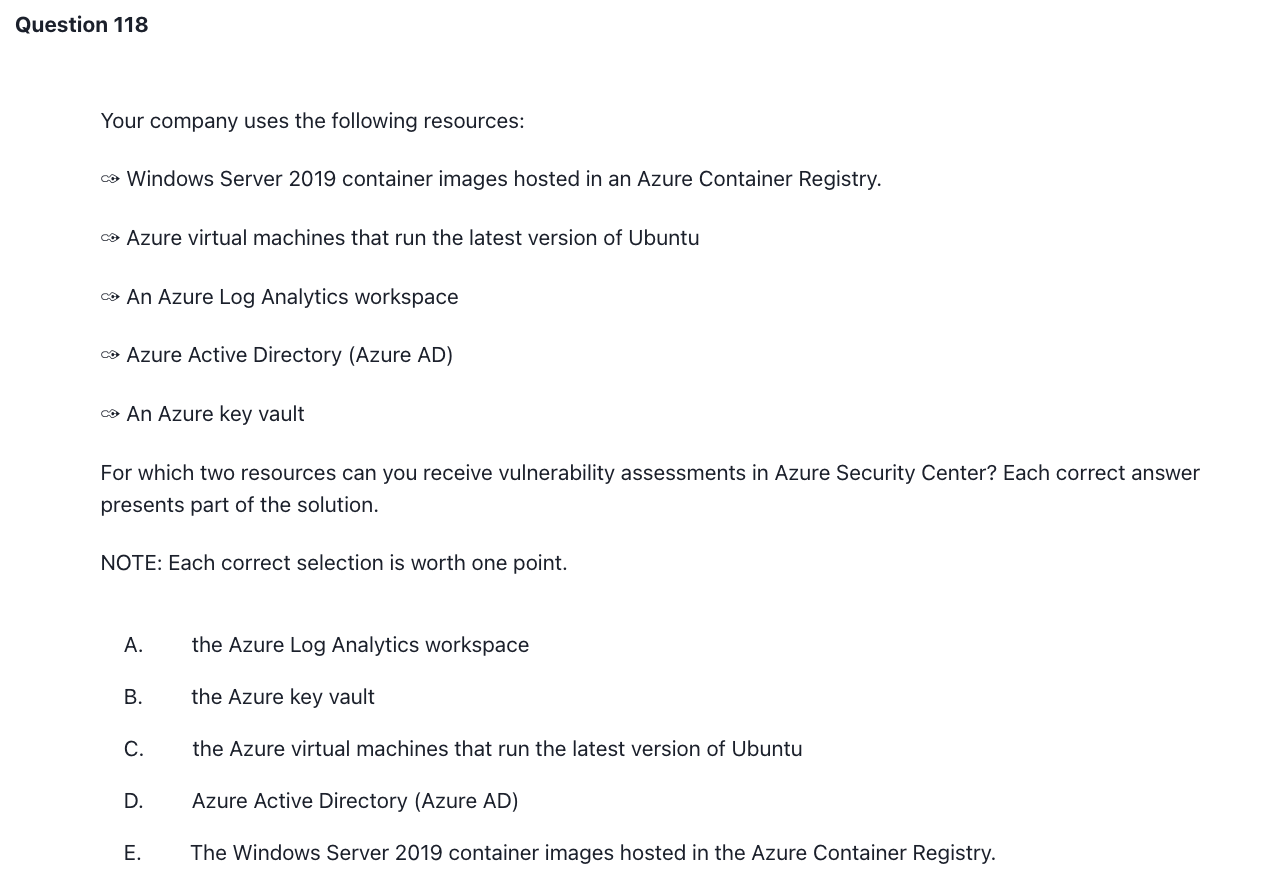 Question 118
Your company uses the following resources:
✑ Windows Server 2019 container images hosted in an Azure Container Registry.
✑ Azure virtual machines that run the latest version of Ubuntu
✑ An Azure Log Analytics workspace
✑ Azure Active Directory (Azure AD)
✑ An Azure key vault
For which two resources can you receive vulnerability assessments in Azure Security Center? Each correct answer
presents part of the solution.
NOTE: Each correct selection is worth one point.
A. the Azure Log Analytics workspace
B. the Azure key vault
C. the Azure virtual machines that run the latest version of Ubuntu
D. Azure Active Directory (Azure AD)
E. The Windows Server 2019 container images hosted in the Azure Container Registry.